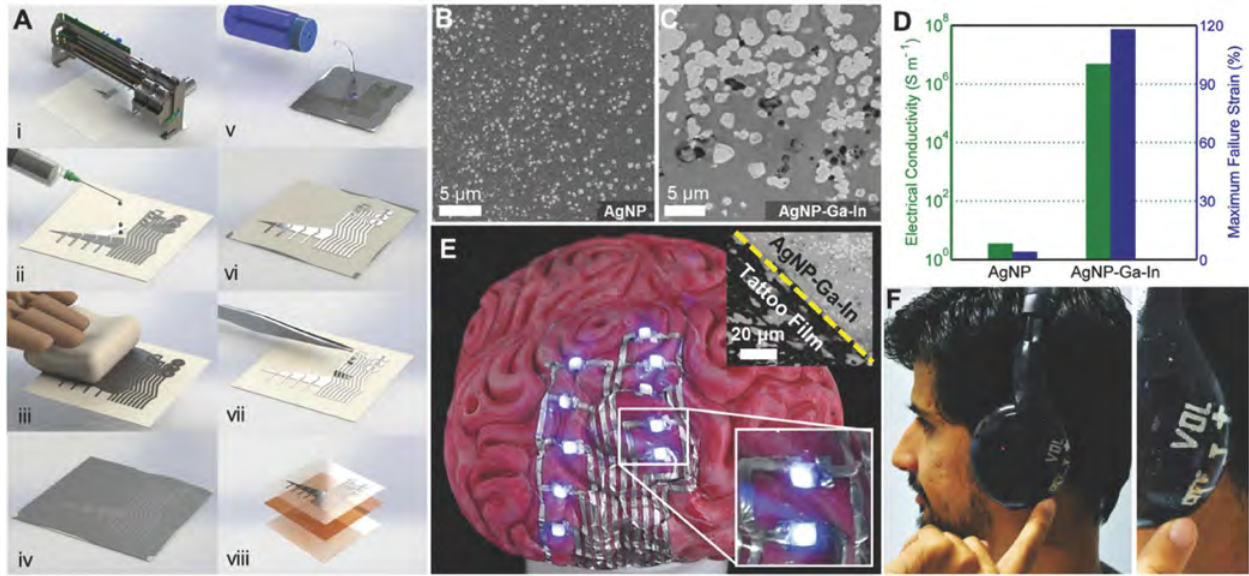 A
i
ii
iii
iv
v
vi
vii
viii
B
5 µm
AgNP
C
5 µm
AgNP-Ga-In
D
Electrical Conductivity (S m⁻¹)
10⁸
10⁶
10⁴
10²
10⁰
AgNP
AgNP-Ga-In
120
90
60
30
0
Maximum Failure Strain (%)
E
AgNP-Ga-In
Tattoo Film
20 µm
F
VOL
VOL
+